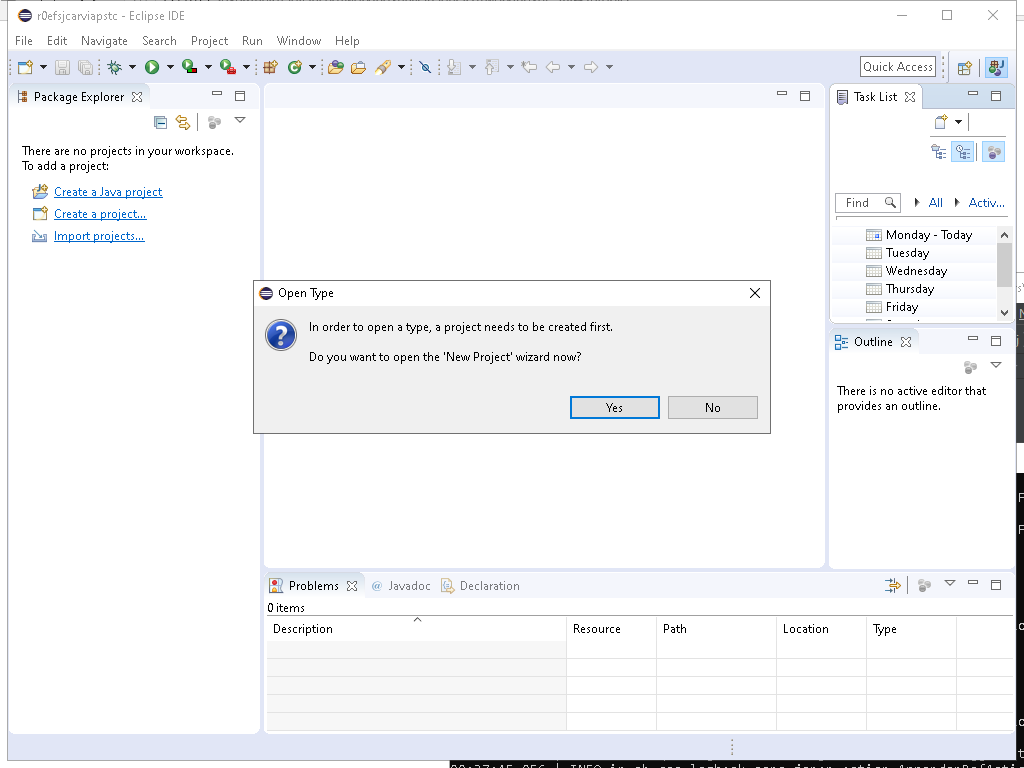 r0efsjcarviapstc - Eclipse IDE
File Edit Navigate Search Project Run Window Help
Quick Access
Package Explorer
There are no projects in your workspace.
To add a project:
Create a Java project
Create a project...
Import projects...
Task List
Find
All
Activ...
Monday - Today
Tuesday
Wednesday
Thursday
Friday
Outline
There is no active editor that
provides an outline.
Open Type
In order to open a type, a project needs to be created first.
Do you want to open the 'New Project' wizard now?
Yes
No
Problems
@ Javadoc
Declaration
0 items
Description Resource Path Location Type